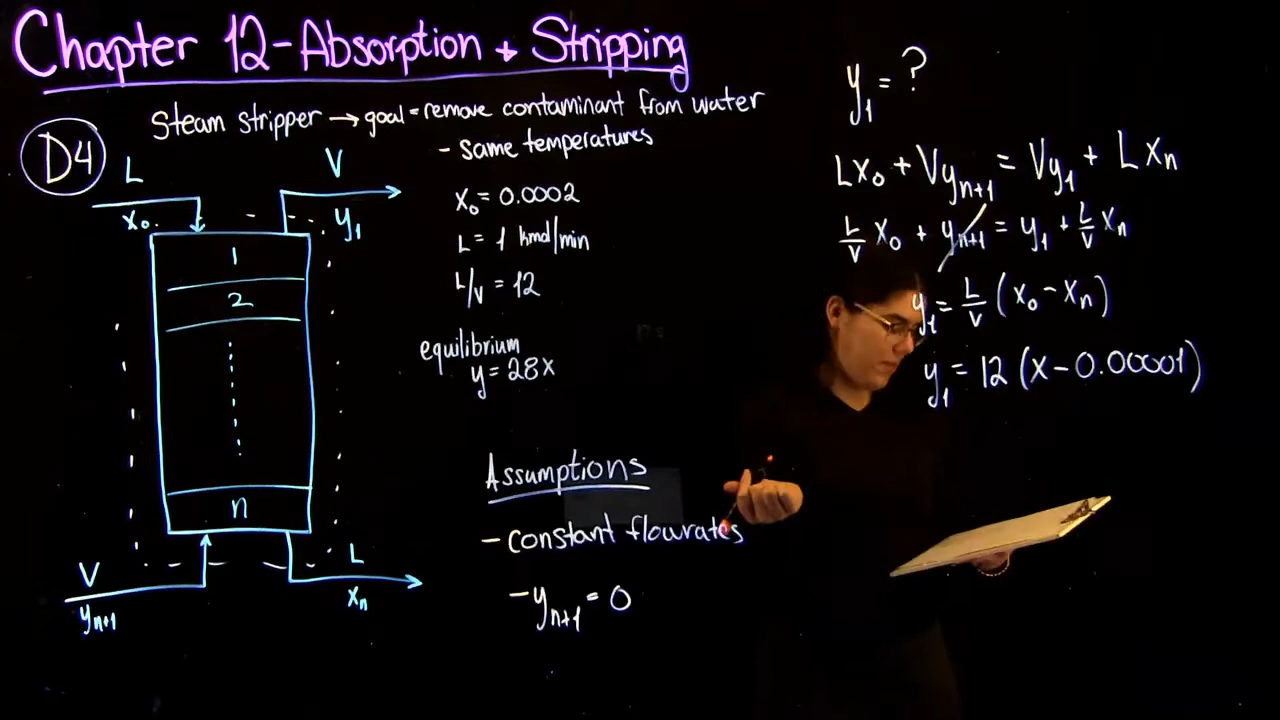 Chapter 12-Absorption + Stripping
Steam stripper → goal = remove contaminant from water
D4
- same temperatures
L
V
x₀
y₁
x₀ = 0.0002
L = 1 kmol/min
L/V = 12
1
2
equilibrium
y = 28x
n
Assumptions
- constant flowrates
- yₙ₊₁ = 0
V
yₙ₊₁
L
xₙ
y₁ = ?
Lx₀ + Vyₙ₊₁ = Vy₁ + Lxₙ
L/V x₀ + yₙ₊₁ = y₁ + L/V xₙ
y₁ = L/V (x₀ - xₙ)
y₁ = 12 (x - 0.00001)